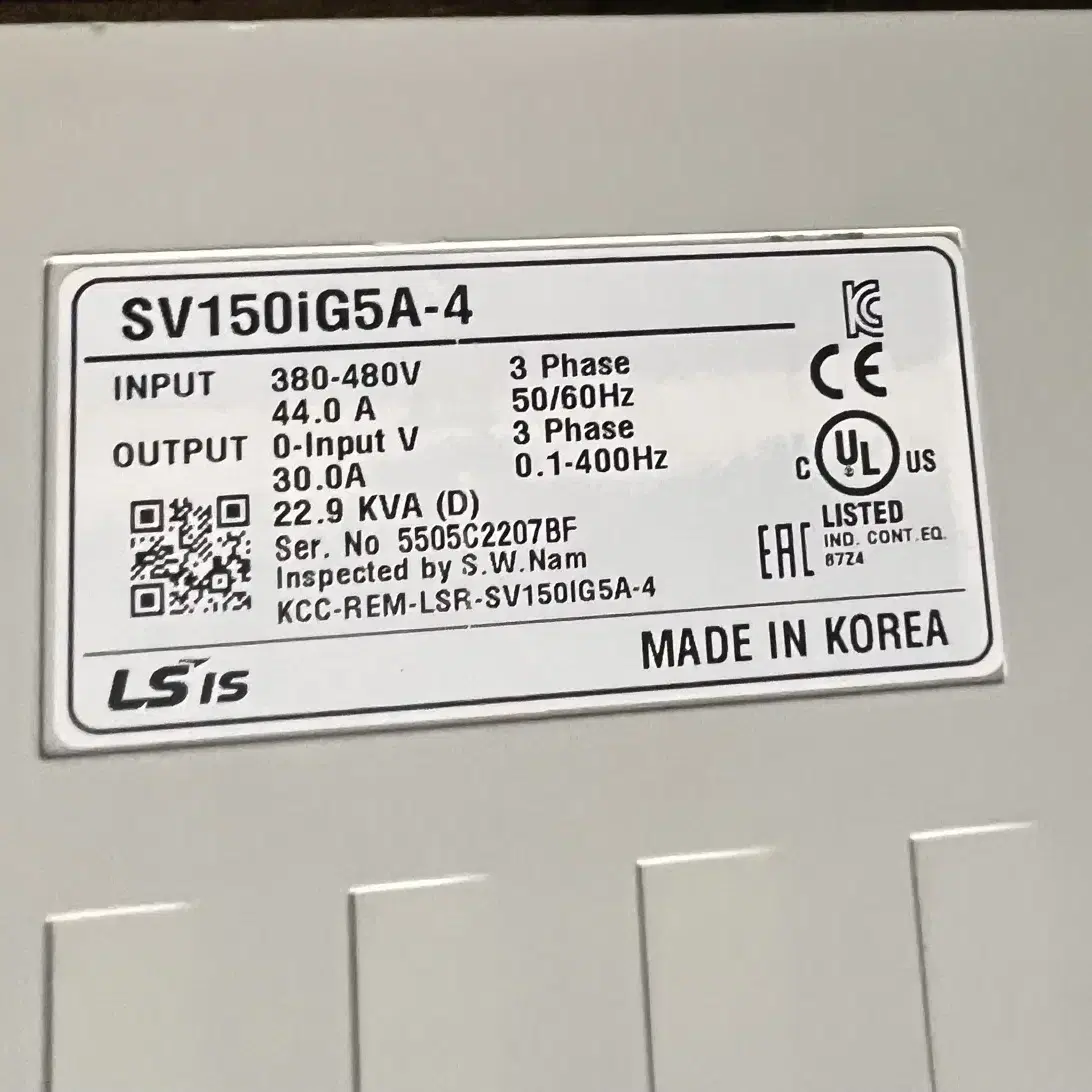 SV150iG5A-4
INPUT 380-480V 3 Phase
44.0 A 50/60Hz
OUTPUT 0-Input V 3 Phase
30.0A 0.1-400Hz
22.9 KVA (D)
Ser. No 5505C2207BF
Inspected by S.W.Nam
KCC-REM-LSR-SV150IG5A-4
KC
CE
C UL US
LISTED
IND. CONT.EQ.
87Z4
EAC
LS IS
MADE IN KOREA